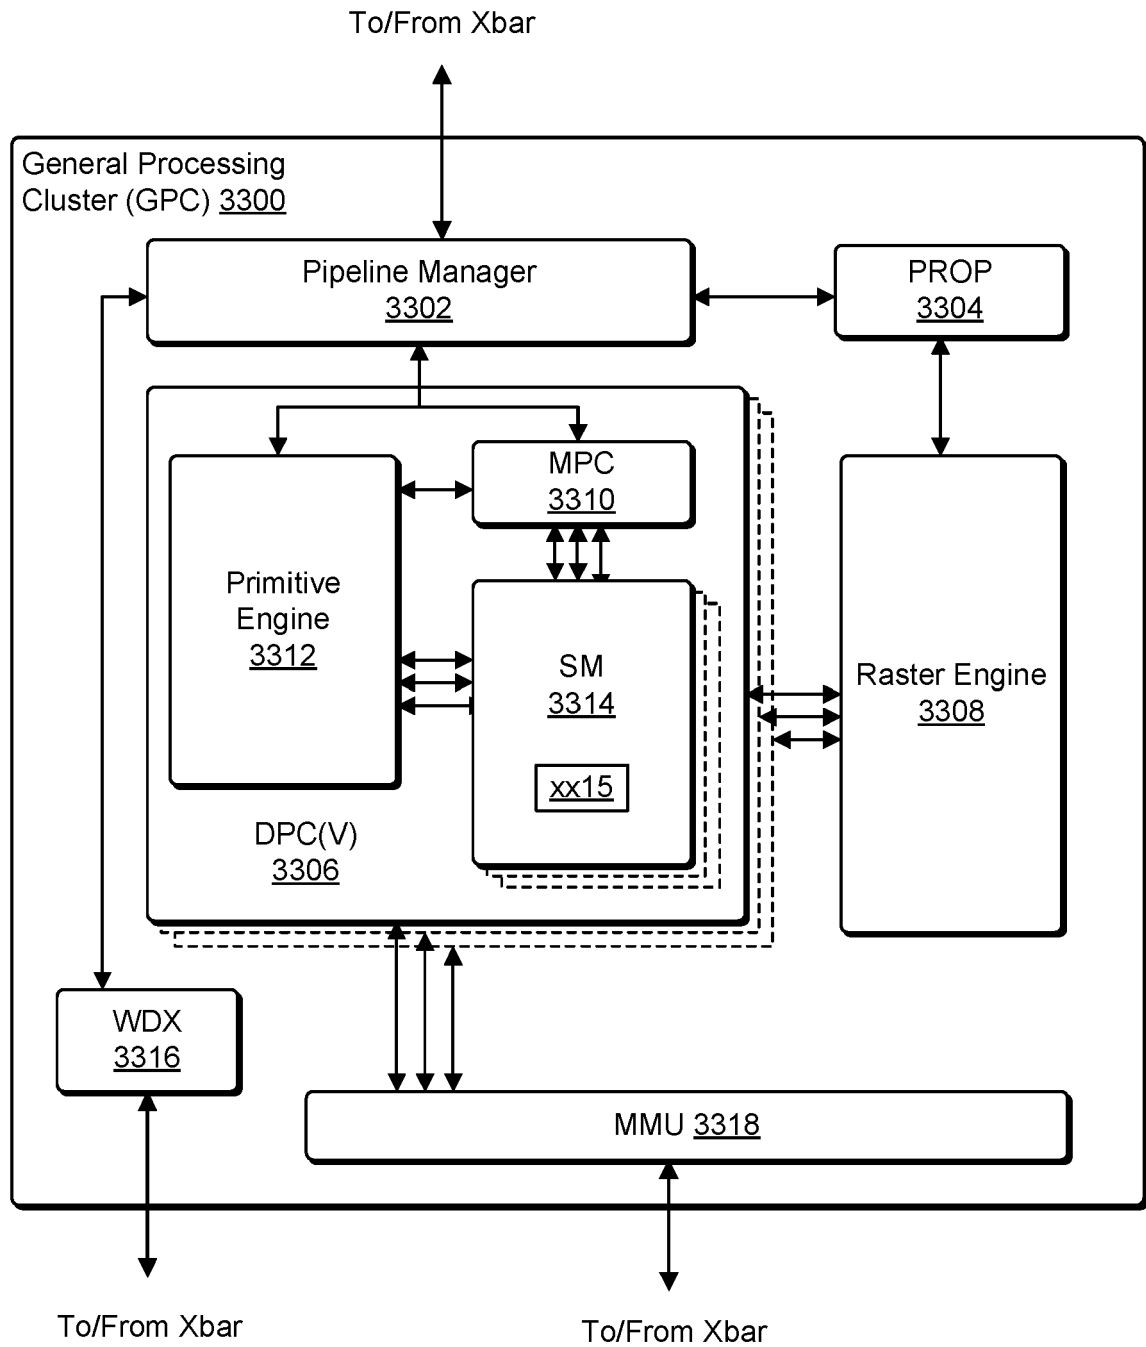 To/From Xbar
General Processing
Cluster (GPC) 3300
Pipeline Manager
3302
PROP
3304
MPC
3310
Primitive
Engine
3312
SM
3314
xx15
Raster Engine
3308
DPC(V)
3306
WDX
3316
MMU 3318
To/From Xbar
To/From Xbar